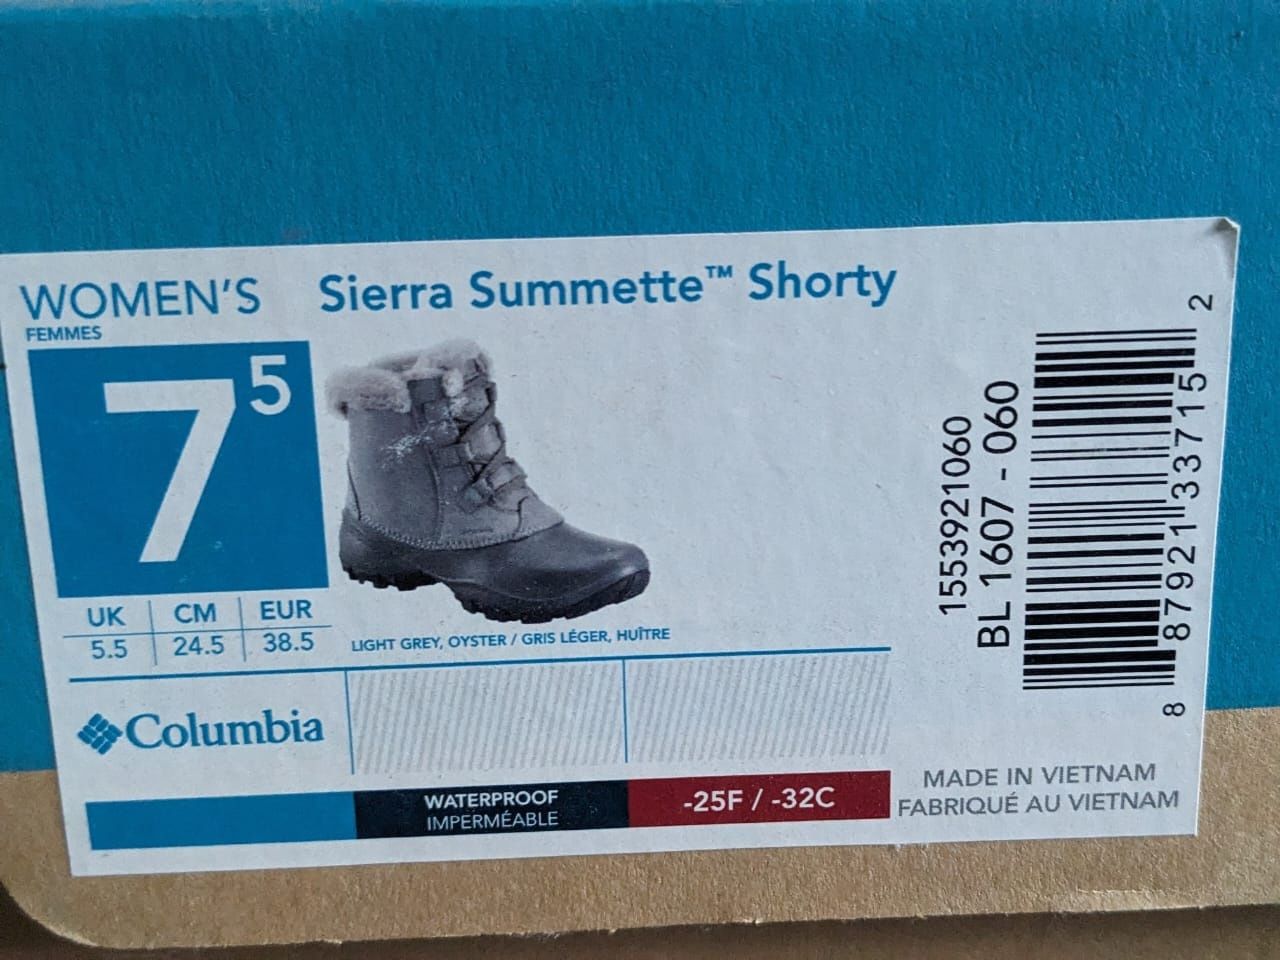 WOMEN'S
FEMMES
Sierra Summette™ Shorty
7⁵
UK CM EUR
5.5 24.5 38.5
LIGHT GREY, OYSTER / GRIS LÉGER, HUÎTRE
Columbia
WATERPROOF
IMPERMÉABLE
-25F / -32C
1553921060
BL 1607 - 060
8 87921 33715 2
MADE IN VIETNAM
FABRIQUÉ AU VIETNAM